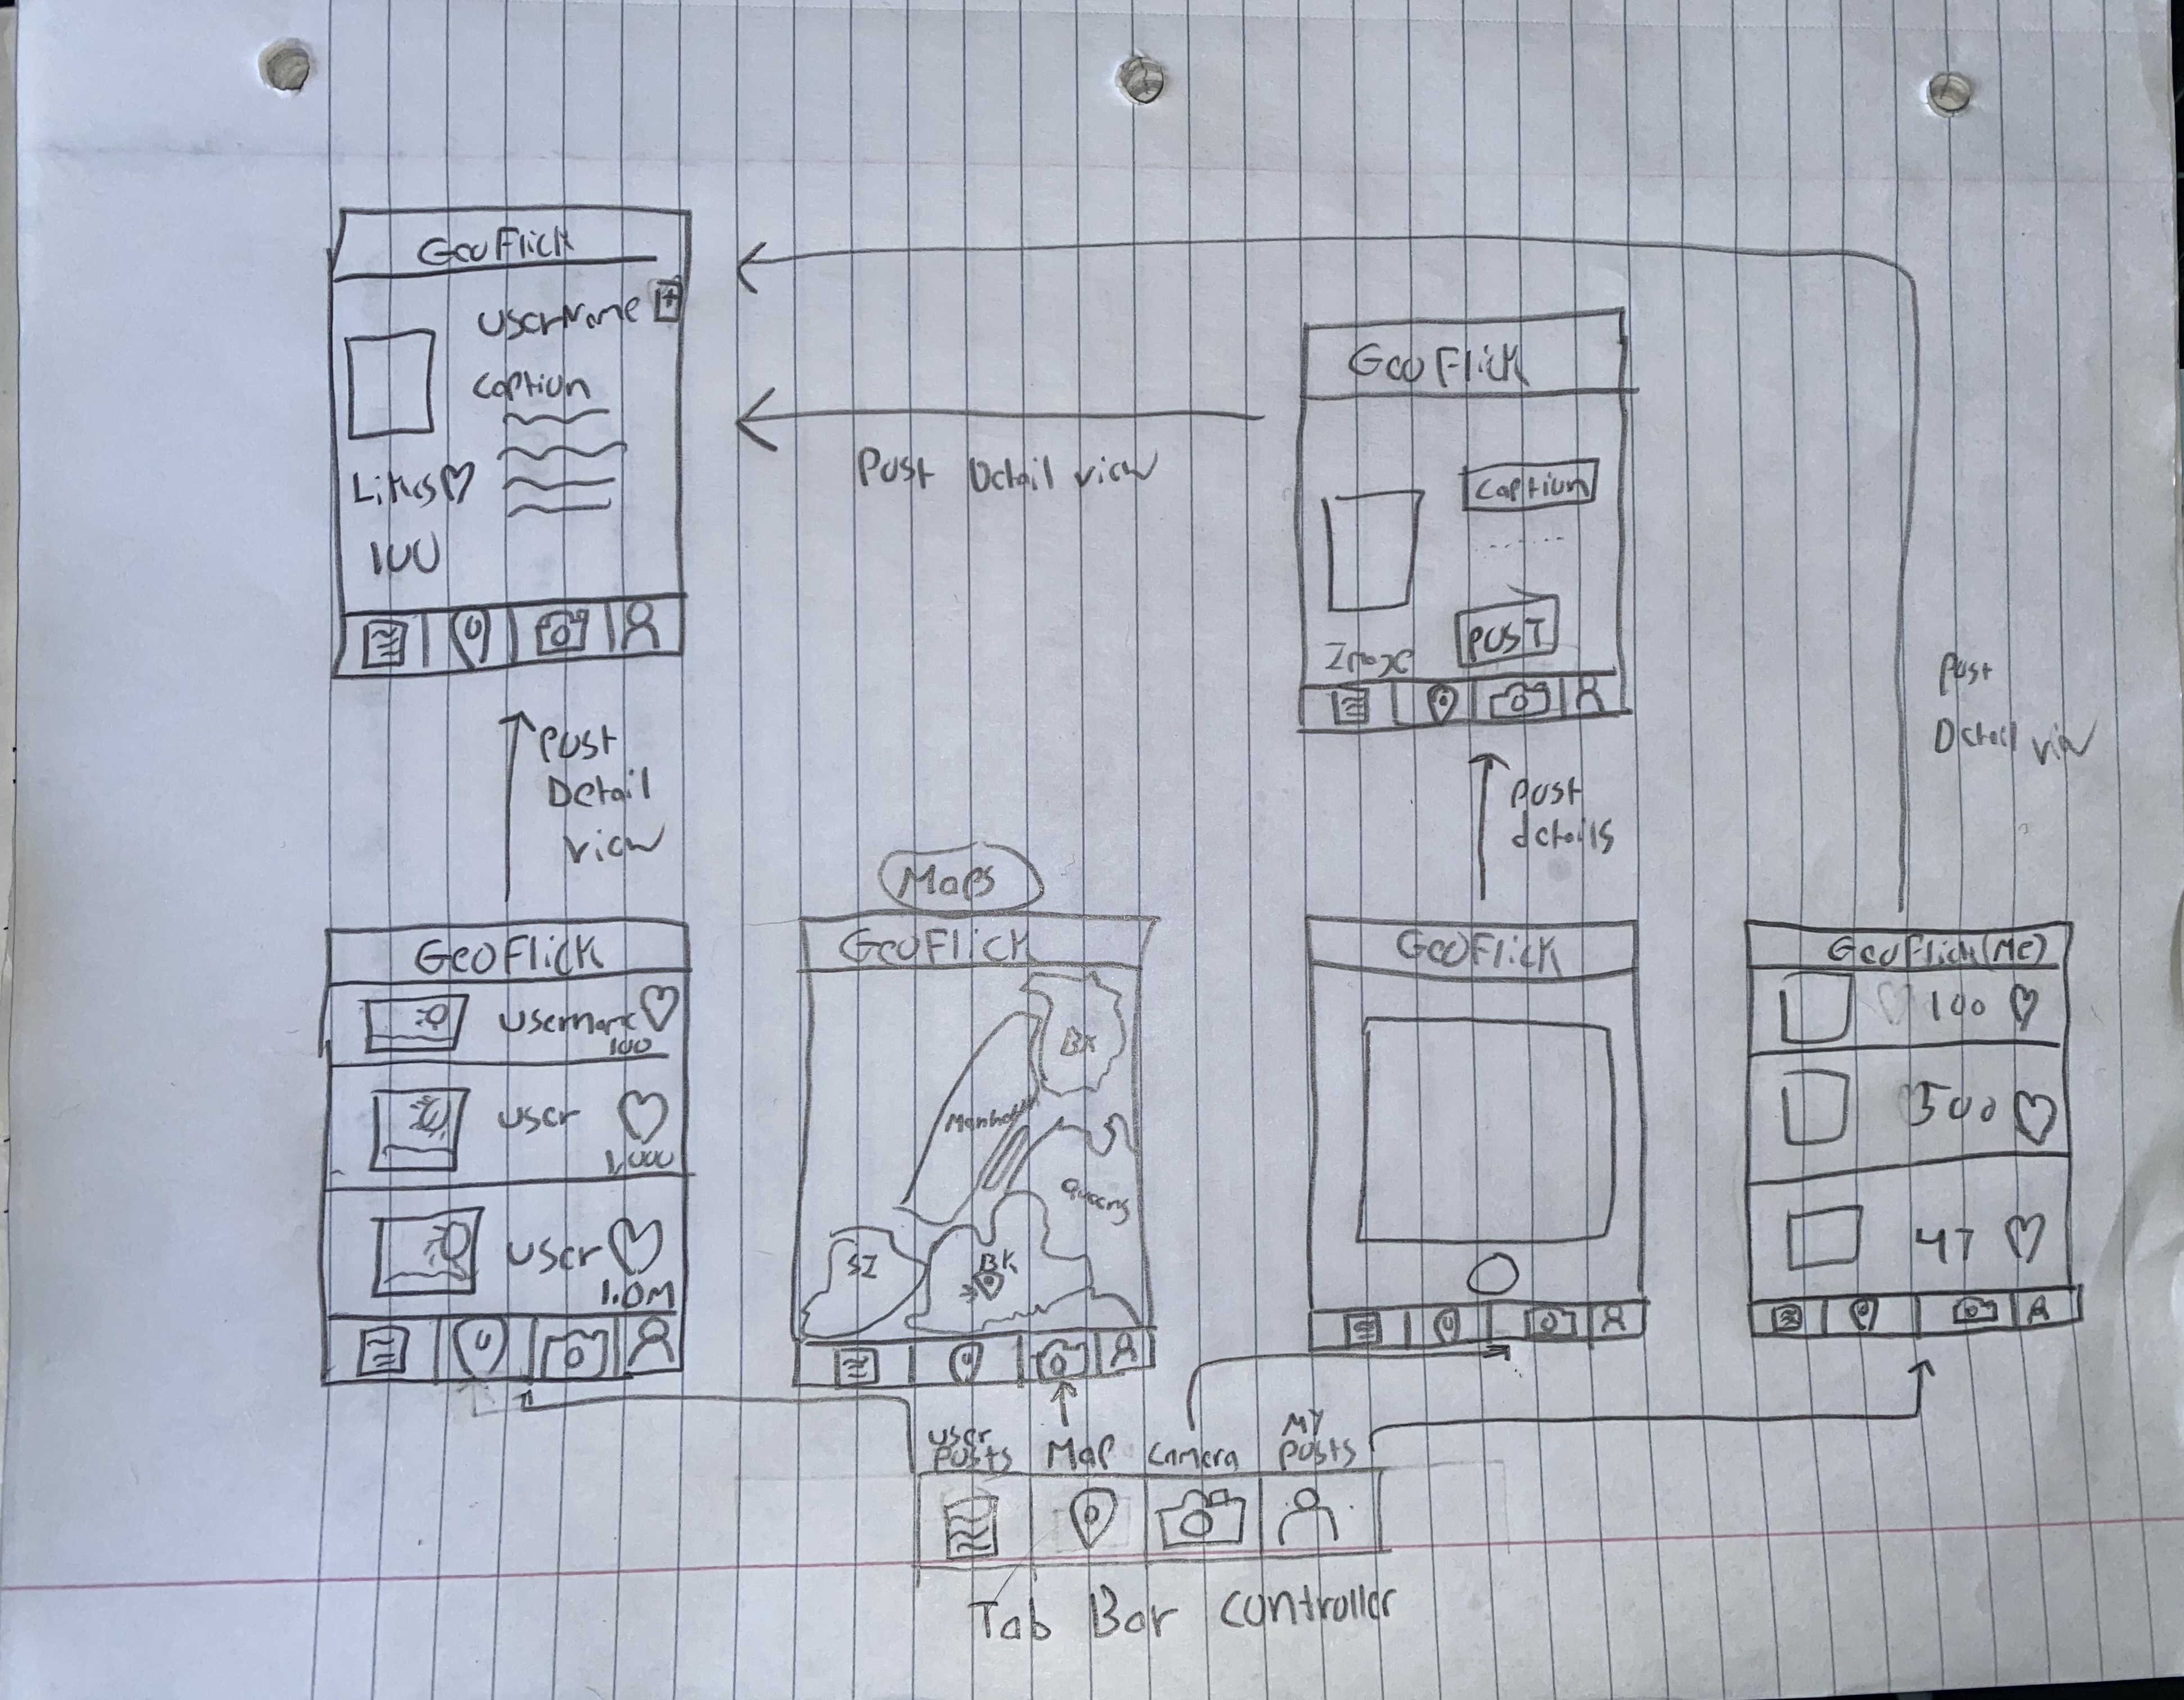 GeoFlick
UserName +
Caption
Likes
100
Post Detail view
GeoFlick
Caption
Image
POST
Post
Detail
view
Post
details
Post
Detail view
Maps
GeoFlick
Username
100
User
1,000
User
1.0M
GeoFlick
BX
Manhattan
Queens
SI
BK
GeoFlick
GeoFlick (ME)
100
500
47
User
Posts
Map
Camera
MY
Posts
Tab Bar Controller